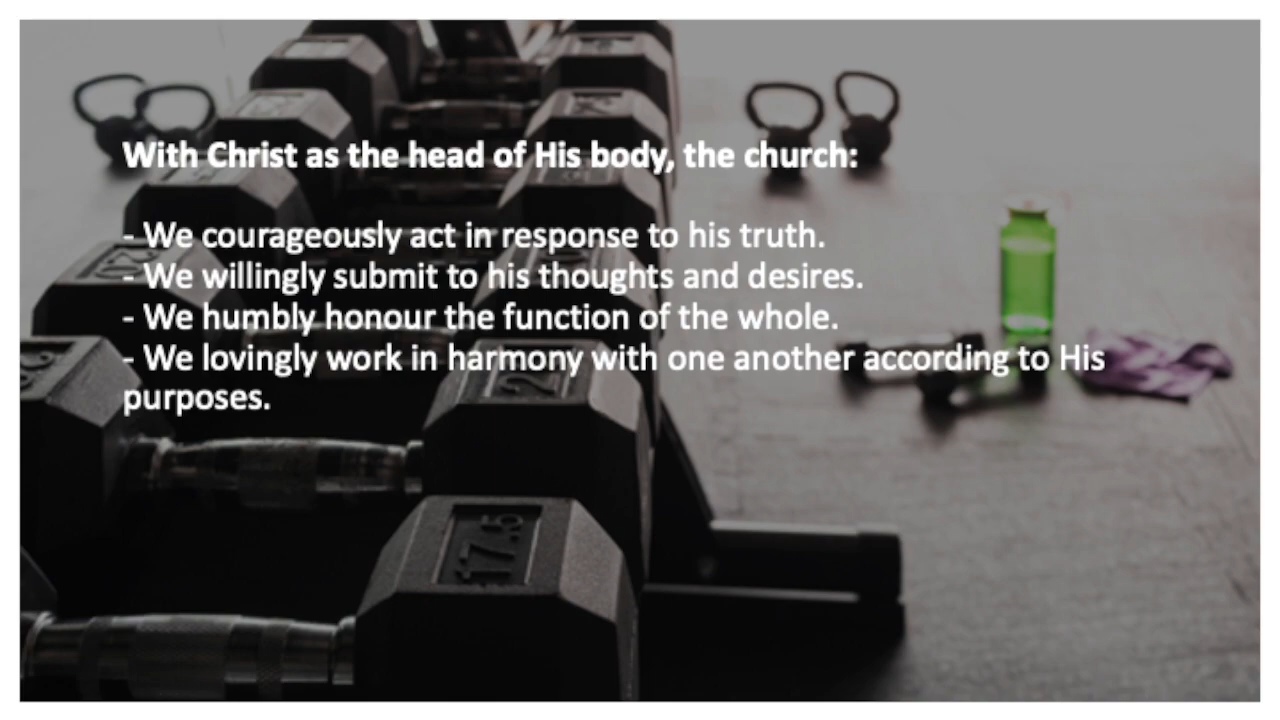 With Christ as the head of His body, the church:
- We courageously act in response to his truth.
- We willingly submit to his thoughts and desires.
- We humbly honour the function of the whole.
- We lovingly work in harmony with one another according to His
purposes.
17.5